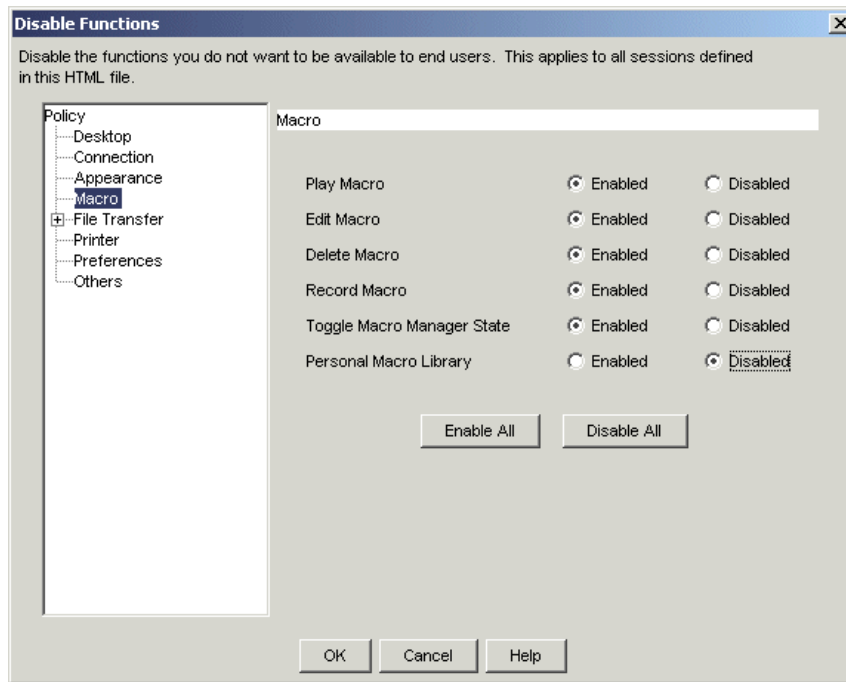 Disable Functions
Disable the functions you do not want to be available to end users. This applies to all sessions defined
in this HTML file.
Policy
Desktop
Connection
Appearance
Macro
File Transfer
Printer
Preferences
Others
Macro
Play Macro Enabled Disabled
Edit Macro Enabled Disabled
Delete Macro Enabled Disabled
Record Macro Enabled Disabled
Toggle Macro Manager State Enabled Disabled
Personal Macro Library Enabled Disabled
Enable All Disable All
OK Cancel Help